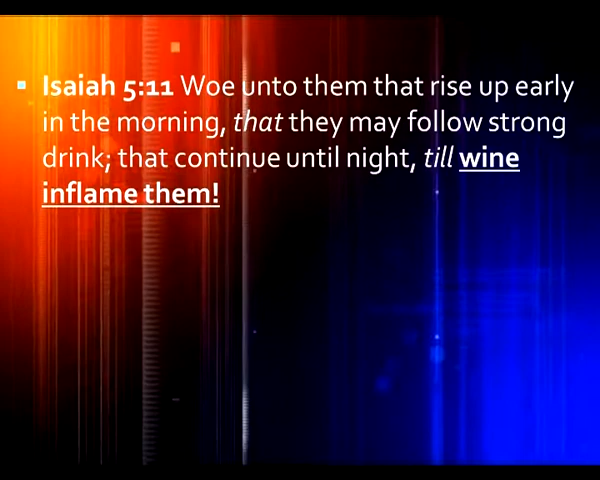 Isaiah 5:11 Woe unto them that rise up early
in the morning, that they may follow strong
drink; that continue until night, till wine
inflame them!